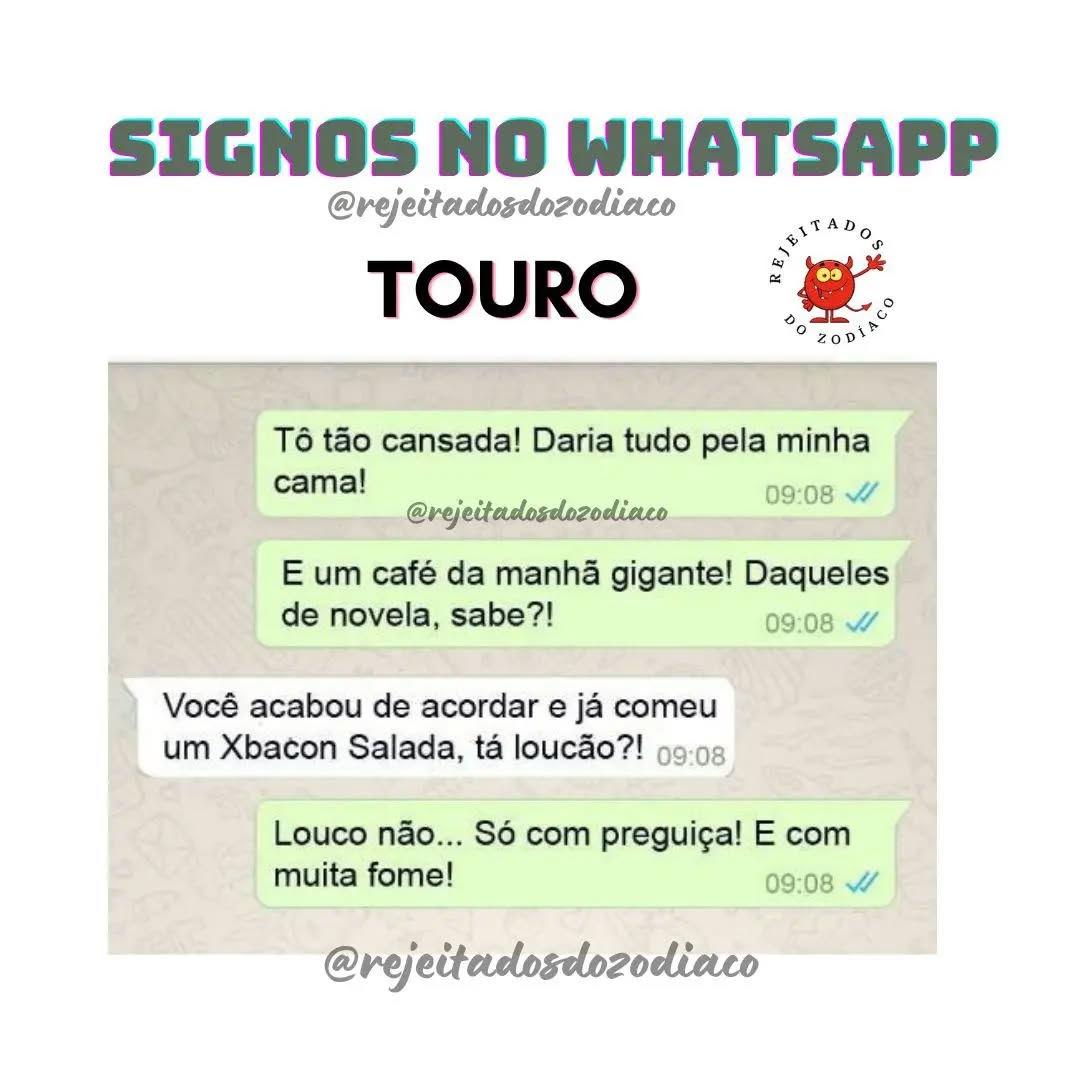 SIGNOS NO WHATSAPP
@rejeitadosdozodiaco
TOURO
REJEITADOS
DO ZODÍACO
Tô tão cansada! Daria tudo pela minha
cama!
09:08
@rejeitadosdozodiaco
E um café da manhã gigante! Daqueles
de novela, sabe?!
09:08
Você acabou de acordar e já comeu
um Xbacon Salada, tá loucão?! 09:08
Louco não... Só com preguiça! E com
muita fome!
09:08
@rejeitadosdozodiaco